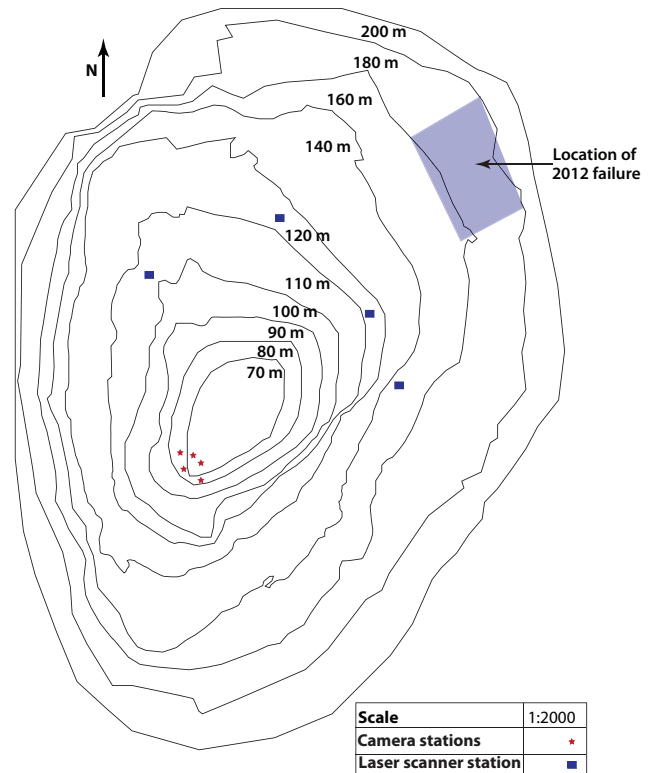 200 m
N
180 m
160 m
140 m
Location of
2012 failure
120 m
110 m
100 m
90 m
80 m
70 m
Scale 1:2000
Camera stations
Laser scanner station